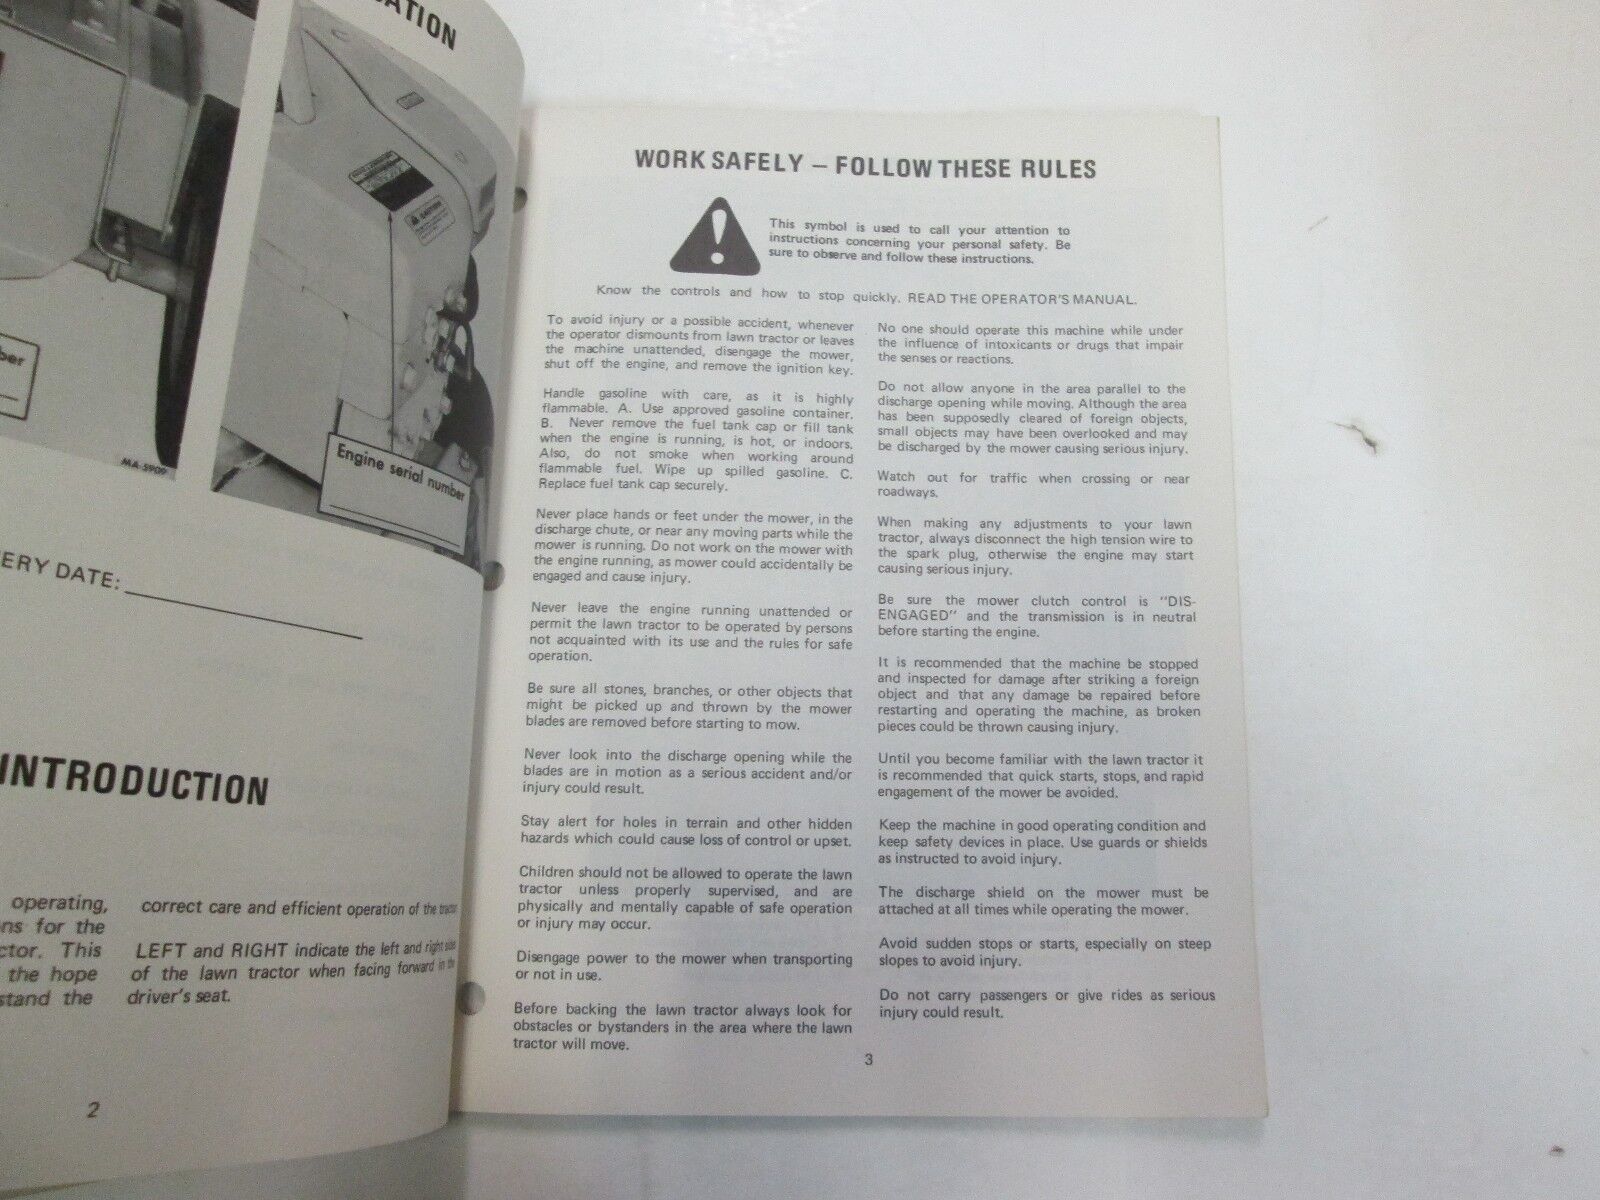 ATION
ber
MA-5909
CAUTION
Engine serial number
ERY DATE:
INTRODUCTION
operating,
ns for the
ctor. This
the hope
stand the
correct care and efficient operation of the tractor
LEFT and RIGHT indicate the left and right sides
of the lawn tractor when facing forward in the
driver's seat.
2
WORK SAFELY – FOLLOW THESE RULES
This symbol is used to call your attention to
instructions concerning your personal safety. Be
sure to observe and follow these instructions.
Know the controls and how to stop quickly. READ THE OPERATOR'S MANUAL.
To avoid injury or a possible accident, whenever
the operator dismounts from lawn tractor or leaves
the machine unattended, disengage the mower,
shut off the engine, and remove the ignition key.
Handle gasoline with care, as it is highly
flammable. A. Use approved gasoline container.
B. Never remove the fuel tank cap or fill tank
when the engine is running, is hot, or indoors.
Also, do not smoke when working around
flammable fuel. Wipe up spilled gasoline. C.
Replace fuel tank cap securely.
Never place hands or feet under the mower, in the
discharge chute, or near any moving parts while the
mower is running. Do not work on the mower with
the engine running, as mower could accidentally be
engaged and cause injury.
Never leave the engine running unattended or
permit the lawn tractor to be operated by persons
not acquainted with its use and the rules for safe
operation.
Be sure all stones, branches, or other objects that
might be picked up and thrown by the mower
blades are removed before starting to mow.
Never look into the discharge opening while the
blades are in motion as a serious accident and/or
injury could result.
Stay alert for holes in terrain and other hidden
hazards which could cause loss of control or upset.
Children should not be allowed to operate the lawn
tractor unless properly supervised, and are
physically and mentally capable of safe operation
or injury may occur.
Disengage power to the mower when transporting
or not in use.
Before backing the lawn tractor always look for
obstacles or bystanders in the area where the lawn
tractor will move.
No one should operate this machine while under
the influence of intoxicants or drugs that impair
the senses or reactions.
Do not allow anyone in the area parallel to the
discharge opening while moving. Although the area
has been supposedly cleared of foreign objects,
small objects may have been overlooked and may
be discharged by the mower causing serious injury.
Watch out for traffic when crossing or near
roadways.
When making any adjustments to your lawn
tractor, always disconnect the high tension wire to
the spark plug, otherwise the engine may start
causing serious injury.
Be sure the mower clutch control is "DIS-
ENGAGED" and the transmission is in neutral
before starting the engine.
It is recommended that the machine be stopped
and inspected for damage after striking a foreign
object and that any damage be repaired before
restarting and operating the machine, as broken
pieces could be thrown causing injury.
Until you become familiar with the lawn tractor it
is recommended that quick starts, stops, and rapid
engagement of the mower be avoided.
Keep the machine in good operating condition and
keep safety devices in place. Use guards or shields
as instructed to avoid injury.
The discharge shield on the mower must be
attached at all times while operating the mower.
Avoid sudden stops or starts, especially on steep
slopes to avoid injury.
Do not carry passengers or give rides as serious
injury could result.
3